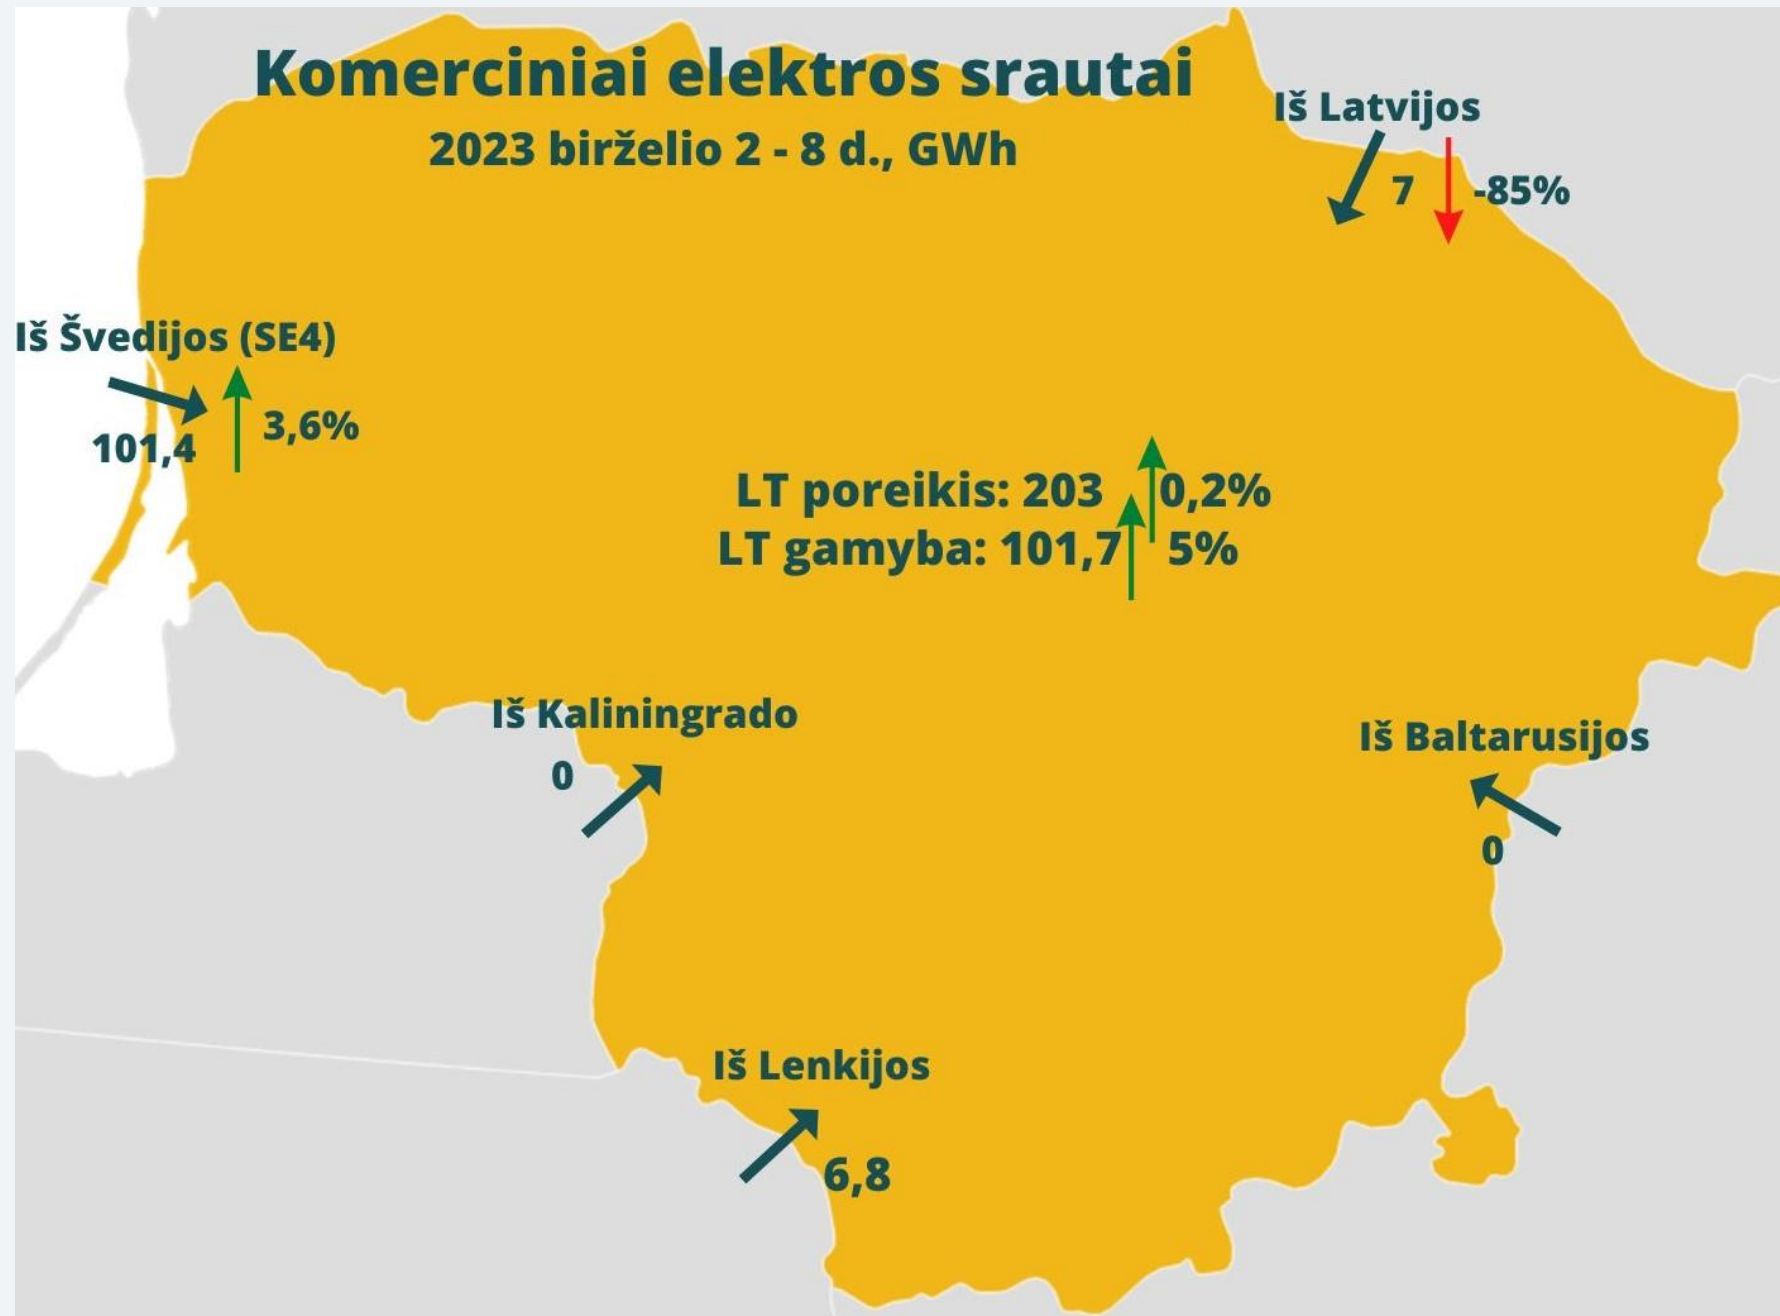 Komerciniai elektros srautai
2023 birželio 2 - 8 d., GWh
Iš Latvijos
7 -85%
Iš Švedijos (SE4)
101,4 3,6%
LT poreikis: 203 0,2%
LT gamyba: 101,7 5%
Iš Kaliningrado
0
Iš Baltarusijos
0
Iš Lenkijos
6,8